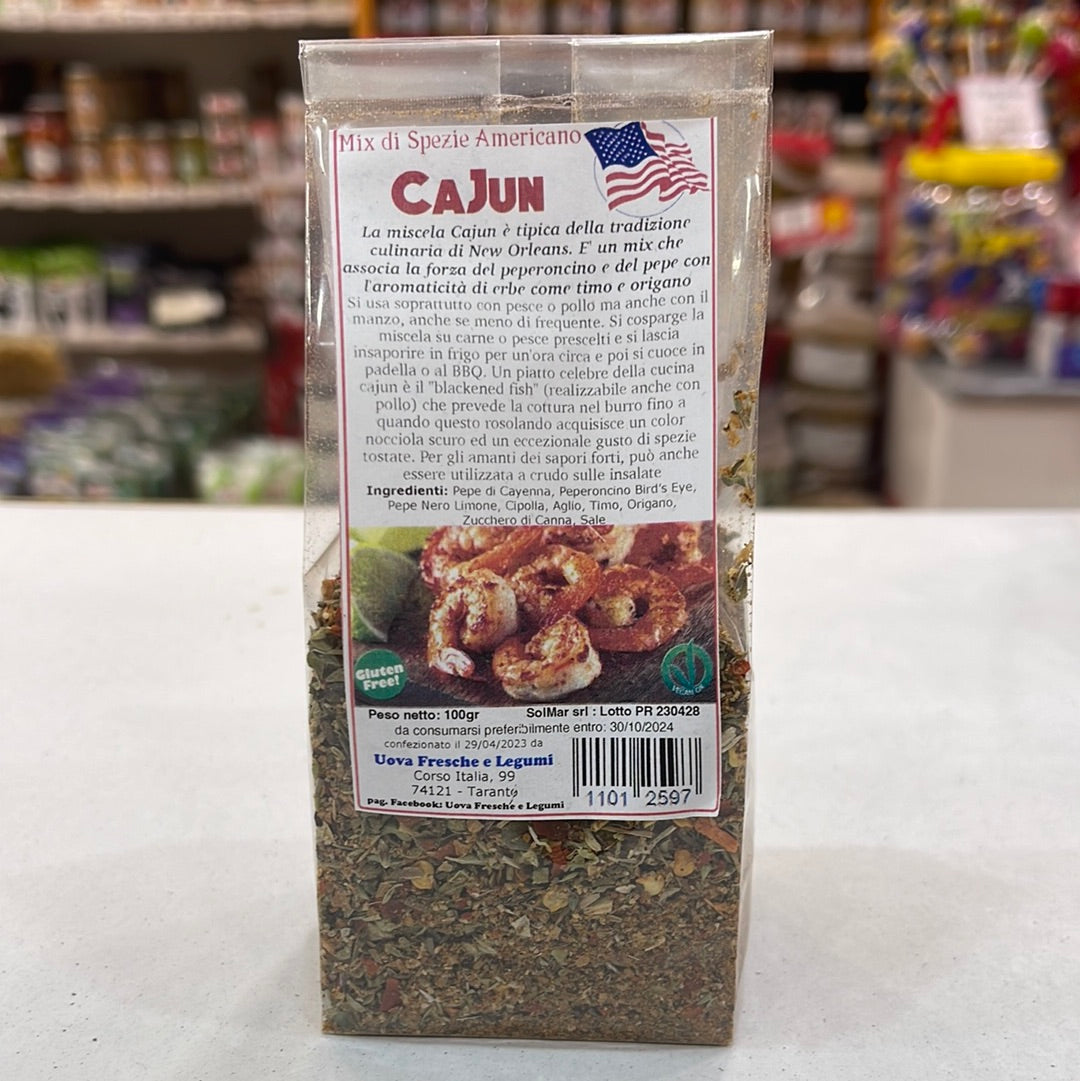 Mix di Spezie Americano
CAJUN
La miscela Cajun è tipica della tradizione
culinaria di New Orleans. E' un mix che
associa la forza del peperoncino e del pepe con
l'aromaticità di erbe come timo e origano
Si usa soprattutto con pesce o pollo ma anche con il
manzo, anche se meno di frequente. Si cosparge la
miscela su carne o pesce prescelti e si lascia
insaporire in frigo per un'ora circa e poi si cuoce in
padella o al BBQ. Un piatto celebre della cucina
cajun è il "blackened fish" (realizzabile anche con
pollo) che prevede la cottura nel burro fino a
quando questo rosolando acquisisce un color
nocciola scuro ed un eccezionale gusto di spezie
tostate. Per gli amanti dei sapori forti, può anche
essere utilizzata a crudo sulle insalate
Ingredienti: Pepe di Cayenna, Peperoncino Bird's Eye,
Pepe Nero Limone, Cipolla, Aglio, Timo, Origano,
Zucchero di Canna, Sale
Gluten
Free!
VEGAN OK
Peso netto: 100gr SolMar srl : Lotto PR 230428
da consumarsi preferibilmente entro: 30/10/2024
confezionato il 29/04/2023 da
Uova Fresche e Legumi
Corso Italia, 99
74121 - Taranto
pag. Facebook: Uova Fresche e Legumi
1101 2597